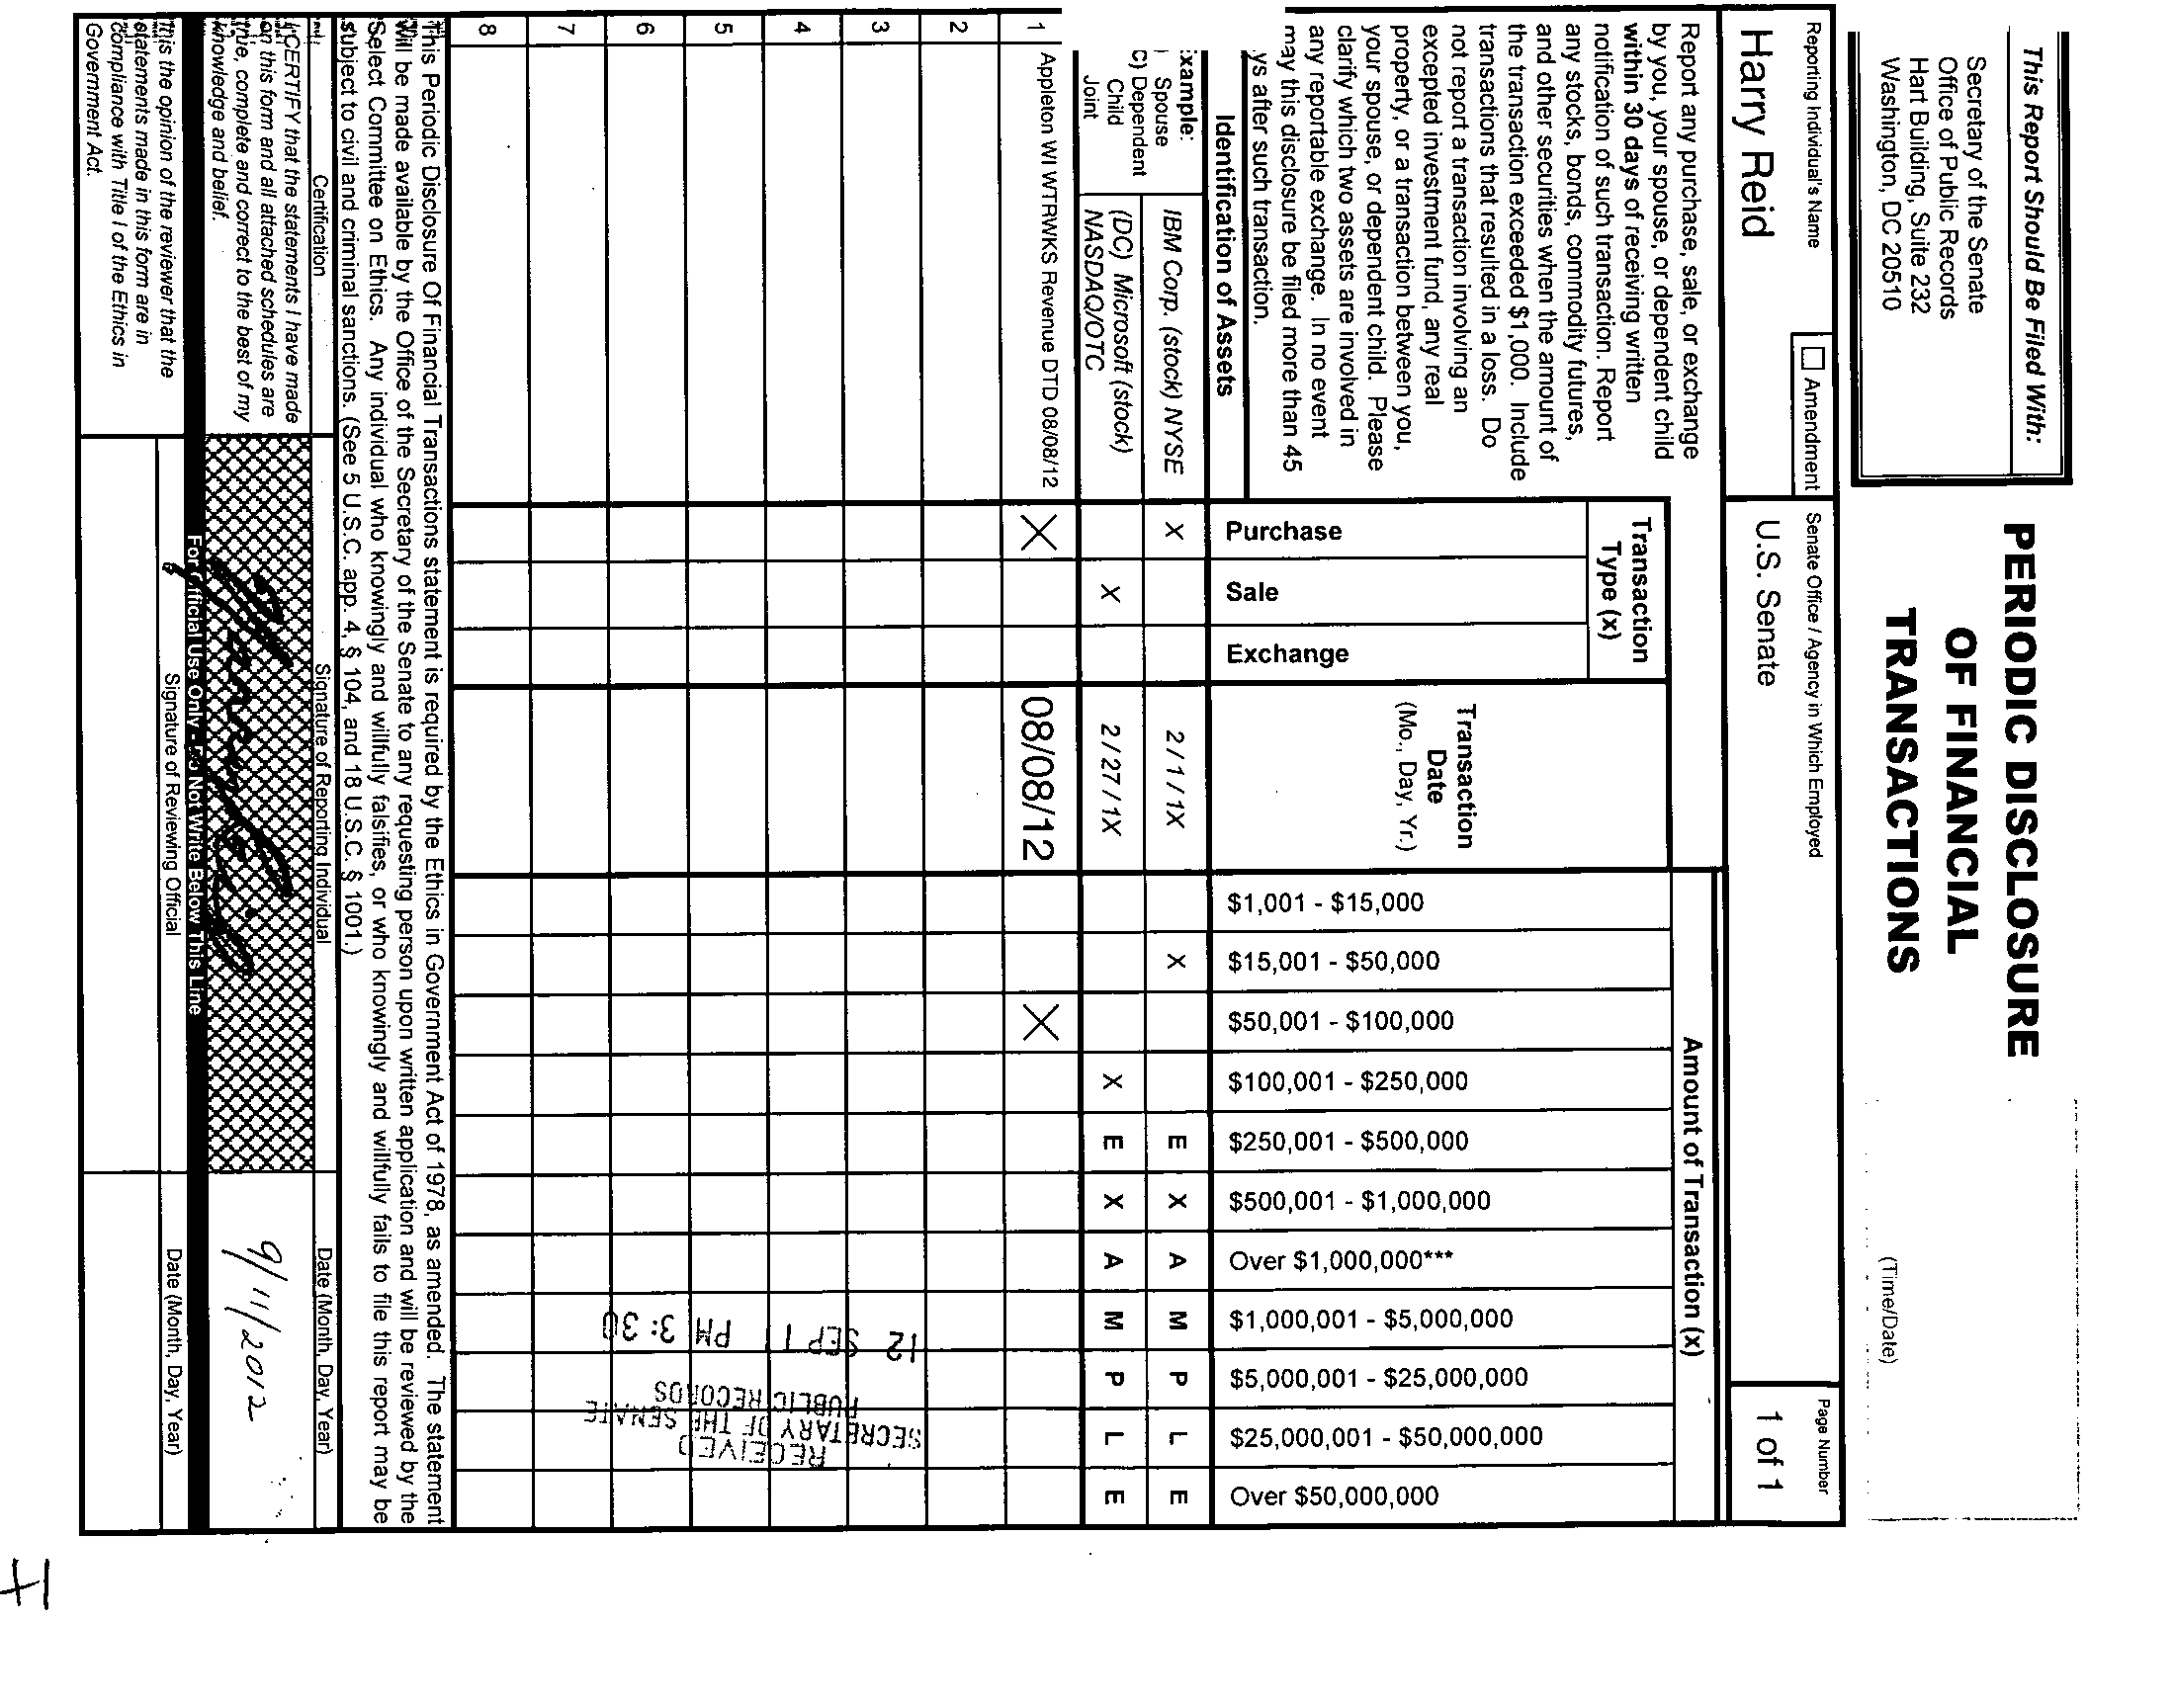 This Report Should Be Filed With:
Secretary of the Senate
Office of Public Records
Hart Building, Suite 232
Washington, DC 20510
PERIODIC DISCLOSURE
OF FINANCIAL
TRANSACTIONS
(Time/Date)
Reporting Individual's Name
Harry Reid
☐ Amendment
Senate Office / Agency in Which Employed
U.S. Senate
Page Number
1 of 1
Report any purchase, sale, or exchange
by you, your spouse, or dependent child
within 30 days of receiving written
notification of such transaction. Report
any stocks, bonds, commodity futures,
and other securities when the amount of
the transaction exceeded $1,000. Include
transactions that resulted in a loss. Do
not report a transaction involving an
excepted investment fund, any real
property, or a transaction between you,
your spouse, or dependent child. Please
clarify which two assets are involved in
any reportable exchange. In no event
may this disclosure be filed more than 45
ys after such transaction.
Identification of Assets
Transaction
Type (x)
Purchase
Sale
Exchange
Transaction
Date
(Mo., Day, Yr.)
Amount of Transaction (x)
$1,001 - $15,000
$15,001 - $50,000
$50,001 - $100,000
$100,001 - $250,000
$250,001 - $500,000
$500,001 - $1,000,000
Over $1,000,000***
$1,000,001 - $5,000,000
$5,000,001 - $25,000,000
$25,000,001 - $50,000,000
Over $50,000,000
xample:
) Spouse
C) Dependent
Child
Joint
IBM Corp. (stock) NYSE X 2 / 1 / 1X X E X A M P L E
(DC) Microsoft (stock)
NASDAQ/OTC X 2 / 27 / 1X X E X A M P L E
1 Appleton WI WTRWKS Revenue DTD 08/08/12 X 08/08/12 X
2
3
4
5
6
7
8
RECEIVED
SECRETARY OF THE SENATE
PUBLIC RECORDS
12 SEP 1 PM 3:30
This Periodic Disclosure Of Financial Transactions statement is required by the Ethics in Government Act of 1978, as amended. The statement
will be made available by the Office of the Secretary of the Senate to any requesting person upon written application and will be reviewed by the
Select Committee on Ethics. Any individual who knowingly and willfully falsifies, or who knowingly and willfully fails to file this report may be
subject to civil and criminal sanctions. (See 5 U.S.C. app. 4, § 104, and 18 U.S.C. § 1001.)
Certification
Signature of Reporting Individual
Date (Month, Day, Year)
I CERTIFY that the statements I have made
on this form and all attached schedules are
true, complete and correct to the best of my
knowledge and belief.
9/11/2012
For Official Use Only - Do Not Write Below This Line
It is the opinion of the reviewer that the
statements made in this form are in
compliance with Title I of the Ethics in
Government Act.
Signature of Reviewing Official
Date (Month, Day, Year)